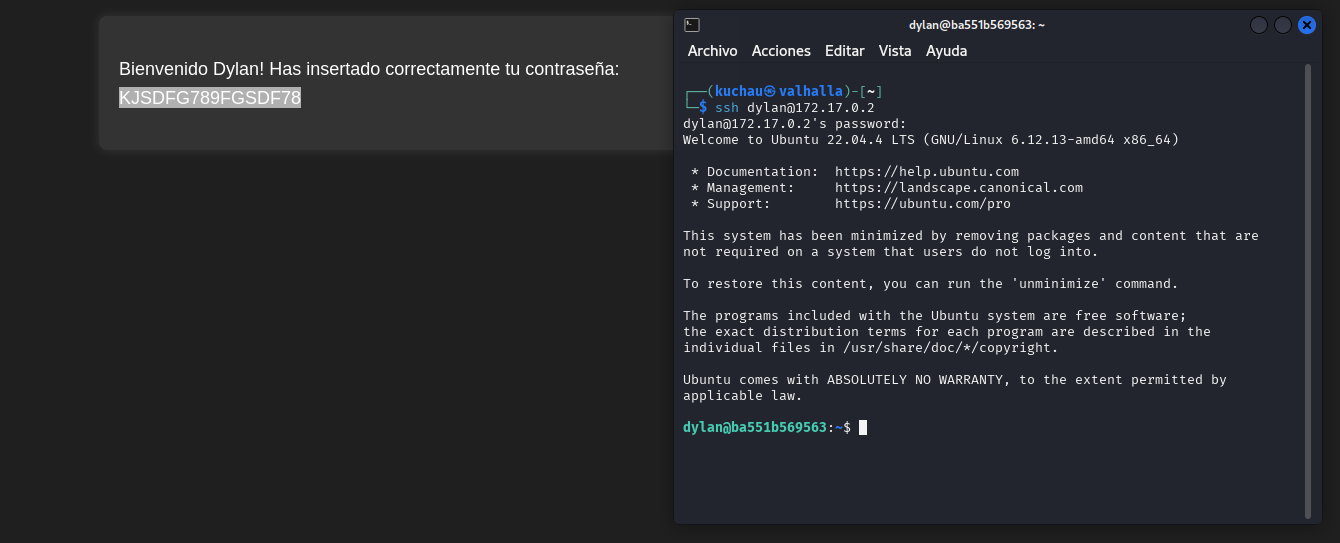 Bienvenido Dylan! Has insertado correctamente tu contraseña:
KJSDFG789FGSDF78
dylan@ba551b569563: ~
Archivo Acciones Editar Vista Ayuda
┌──(kuchau㉿valhalla)-[~]
└─$ ssh dylan@172.17.0.2
dylan@172.17.0.2's password:
Welcome to Ubuntu 22.04.4 LTS (GNU/Linux 6.12.13-amd64 x86_64)
* Documentation: https://help.ubuntu.com
* Management: https://landscape.canonical.com
* Support: https://ubuntu.com/pro
This system has been minimized by removing packages and content that are
not required on a system that users do not log into.
To restore this content, you can run the 'unminimize' command.
The programs included with the Ubuntu system are free software;
the exact distribution terms for each program are described in the
individual files in /usr/share/doc/*/copyright.
Ubuntu comes with ABSOLUTELY NO WARRANTY, to the extent permitted by
applicable law.
dylan@ba551b569563:~$